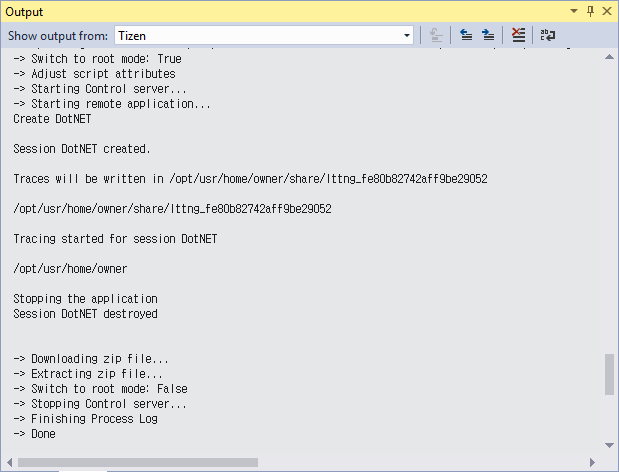 Output
Show output from: Tizen
-> Switch to root mode: True
-> Adjust script attributes
-> Starting Control server...
-> Starting remote application...
Create DotNET
Session DotNET created.
Traces will be written in /opt/usr/home/owner/share/lttng_fe80b82742aff9be29052
/opt/usr/home/owner/share/lttng_fe80b82742aff9be29052
Tracing started for session DotNET
/opt/usr/home/owner
Stopping the application
Session DotNET destroyed
-> Downloading zip file...
-> Extracting zip file...
-> Switch to root mode: False
-> Stopping Control server...
-> Finishing Process Log
-> Done